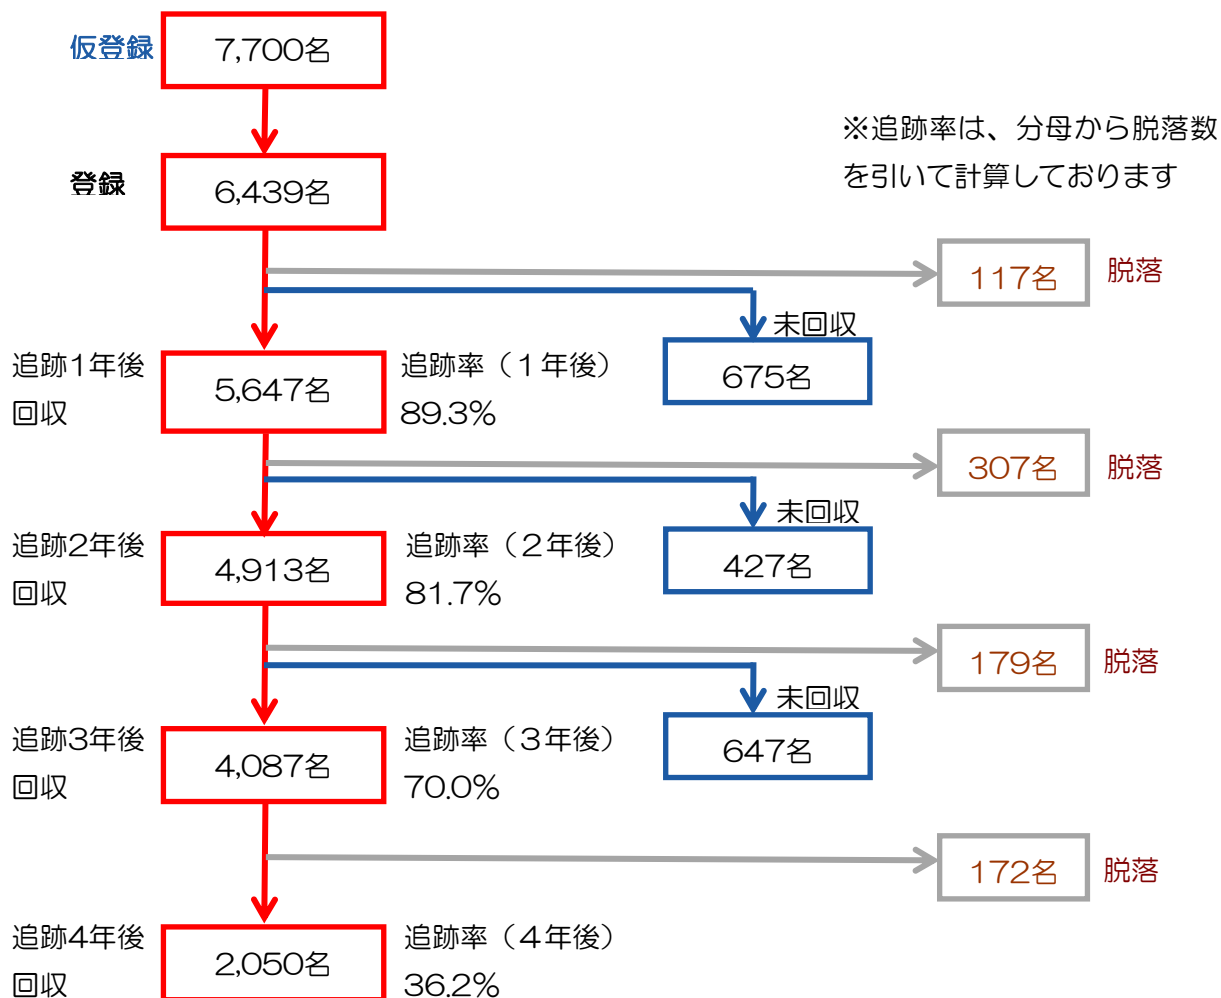 仮登録
7,700名
※追跡率は、分母から脱落数
を引いて計算しております
登録
6,439名
117名
脱落
未回収
追跡1年後
回収
5,647名
追跡率（１年後）
89.3%
675名
307名
脱落
未回収
追跡2年後
回収
4,913名
追跡率（２年後）
81.7%
427名
179名
脱落
未回収
追跡3年後
回収
4,087名
追跡率（３年後）
70.0%
647名
172名
脱落
追跡4年後
回収
2,050名
追跡率（４年後）
36.2%